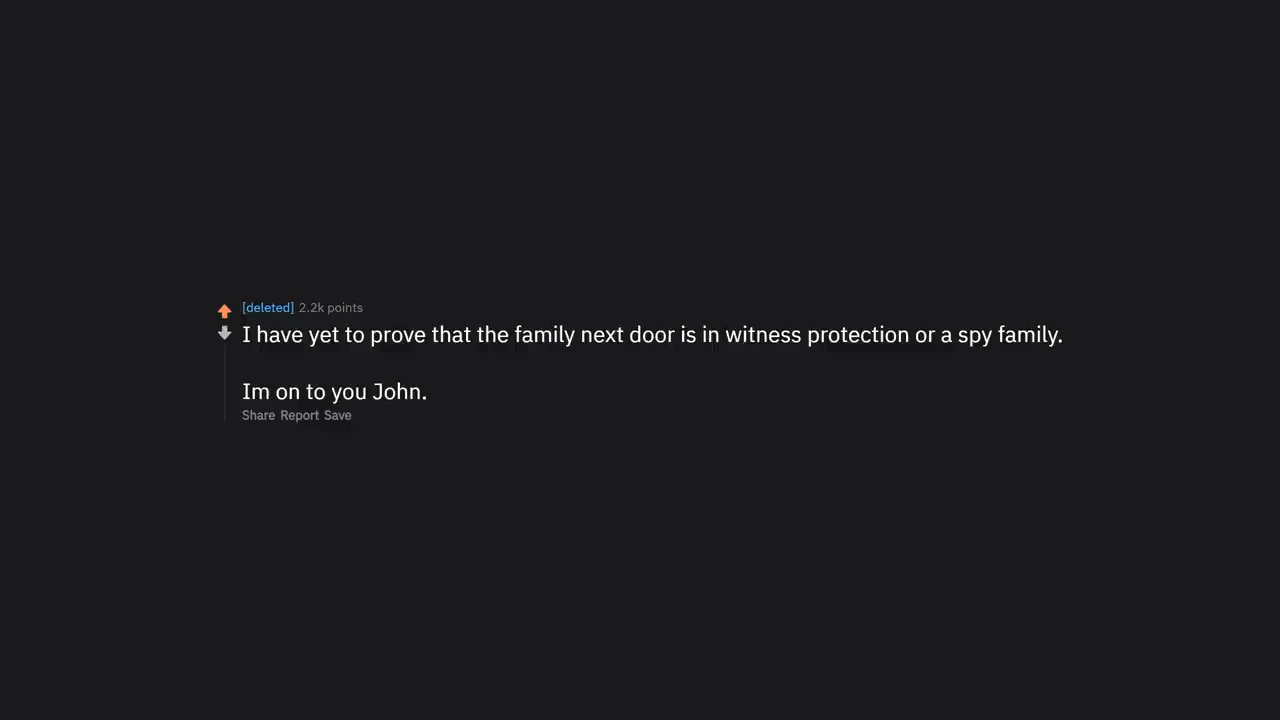 [deleted] 2.2k points
I have yet to prove that the family next door is in witness protection or a spy family.
Im on to you John.
Share Report Save